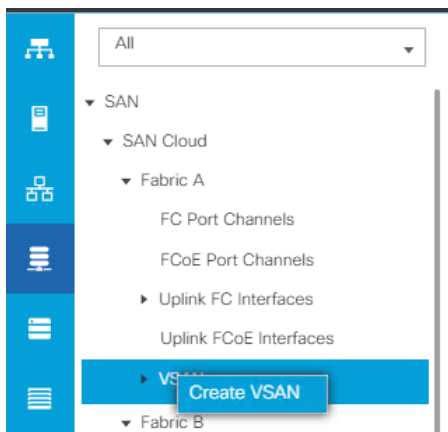 All
SAN
SAN Cloud
Fabric A
FC Port Channels
FCoE Port Channels
Uplink FC Interfaces
Uplink FCoE Interfaces
Create VSAN
Fabric B